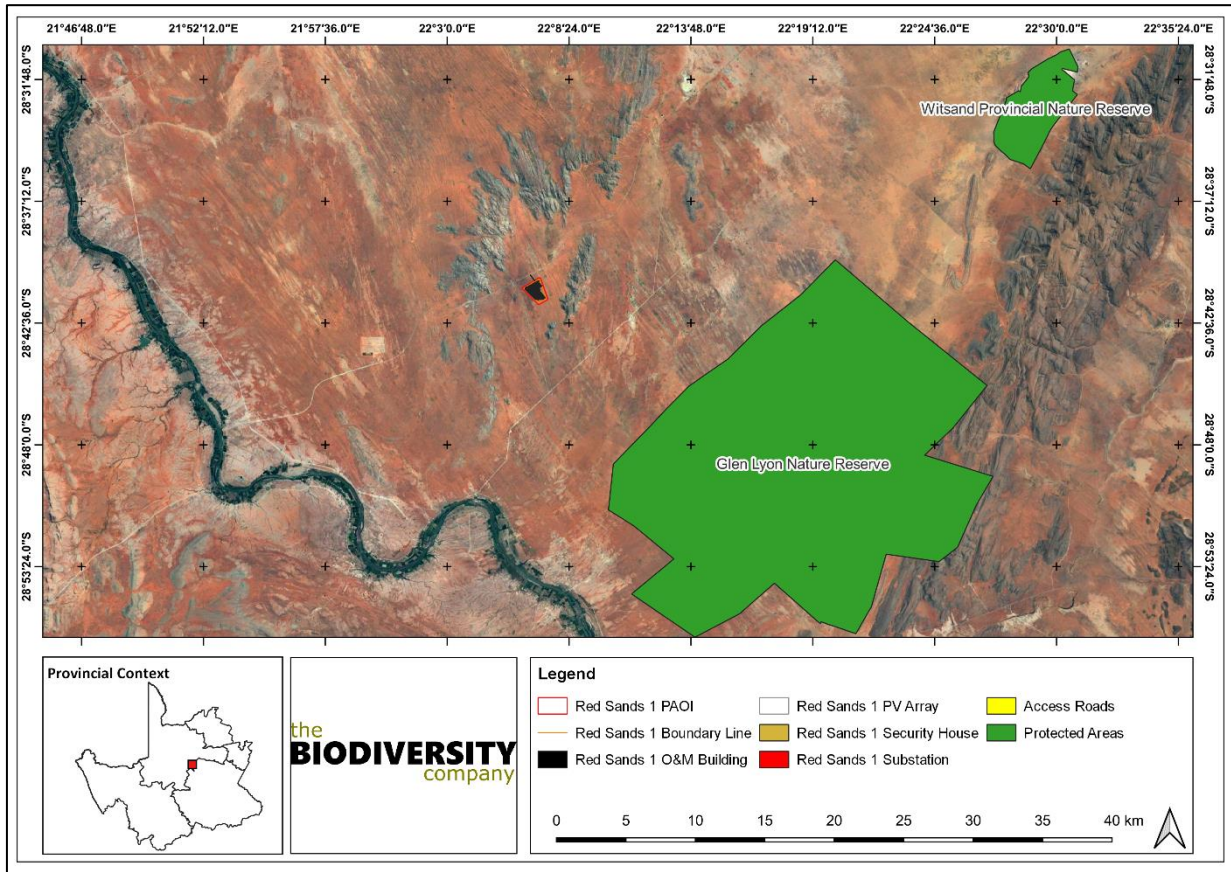 21°46'48.0"E 21°52'12.0"E 21°57'36.0"E 22°3'0.0"E 22°8'24.0"E 22°13'48.0"E 22°19'12.0"E 22°24'36.0"E 22°30'0.0"E 22°35'24.0"E
28°31'48.0"S 28°31'48.0"S
Witsand Provincial Nature Reserve
28°37'12.0"S 28°37'12.0"S
28°42'36.0"S 28°42'36.0"S
28°48'0.0"S 28°48'0.0"S
Glen Lyon Nature Reserve
28°53'24.0"S 28°53'24.0"S
Provincial Context
the
BIODIVERSITY
company
Legend
Red Sands 1 PAOI
Red Sands 1 Boundary Line
Red Sands 1 O&M Building
Red Sands 1 PV Array
Red Sands 1 Security House
Red Sands 1 Substation
Access Roads
Protected Areas
0 5 10 15 20 25 30 35 40 km